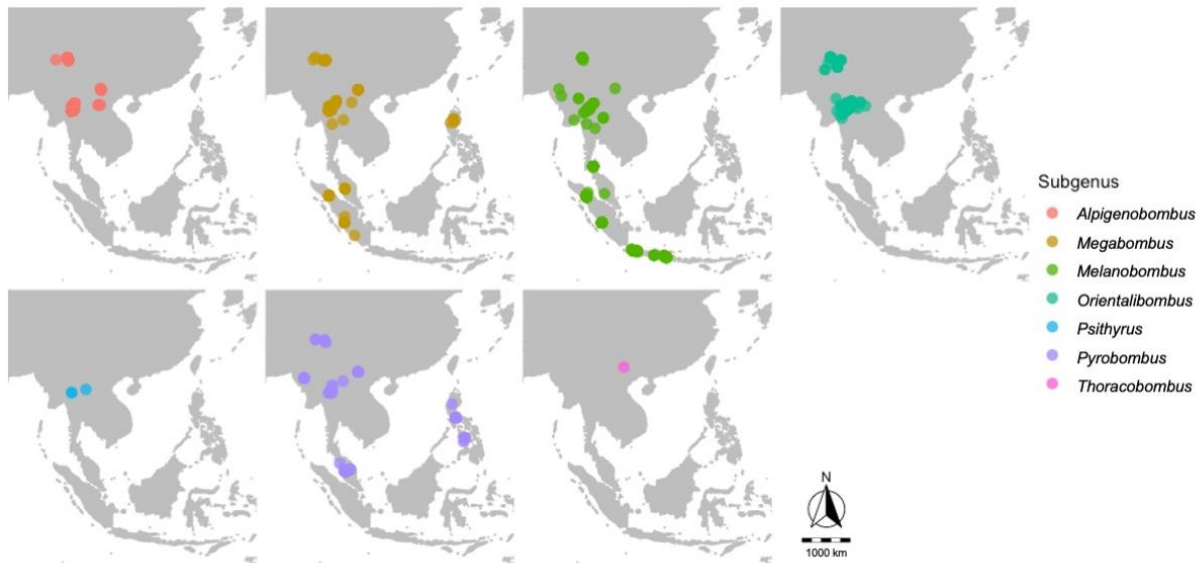 Subgenus
Alpigenobombus
Megabombus
Melanobombus
Orientalibombus
Psithyrus
Pyrobombus
Thoracobombus
N
1000 km